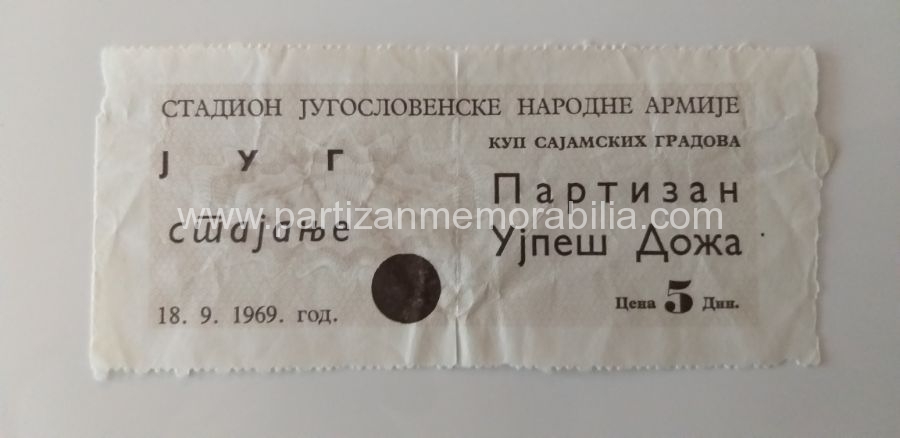 СТАДИОН ЈУГОСЛОВЕНСКЕ НАРОДНЕ АРМИЈЕ
КУП САЈАМСКИХ ГРАДОВА
ЈУГ
Партизан
www.partizanmemorabilia.com
стајање
Ујпеш Дожа
Цена 5 Дин.
18. 9. 1969. год.